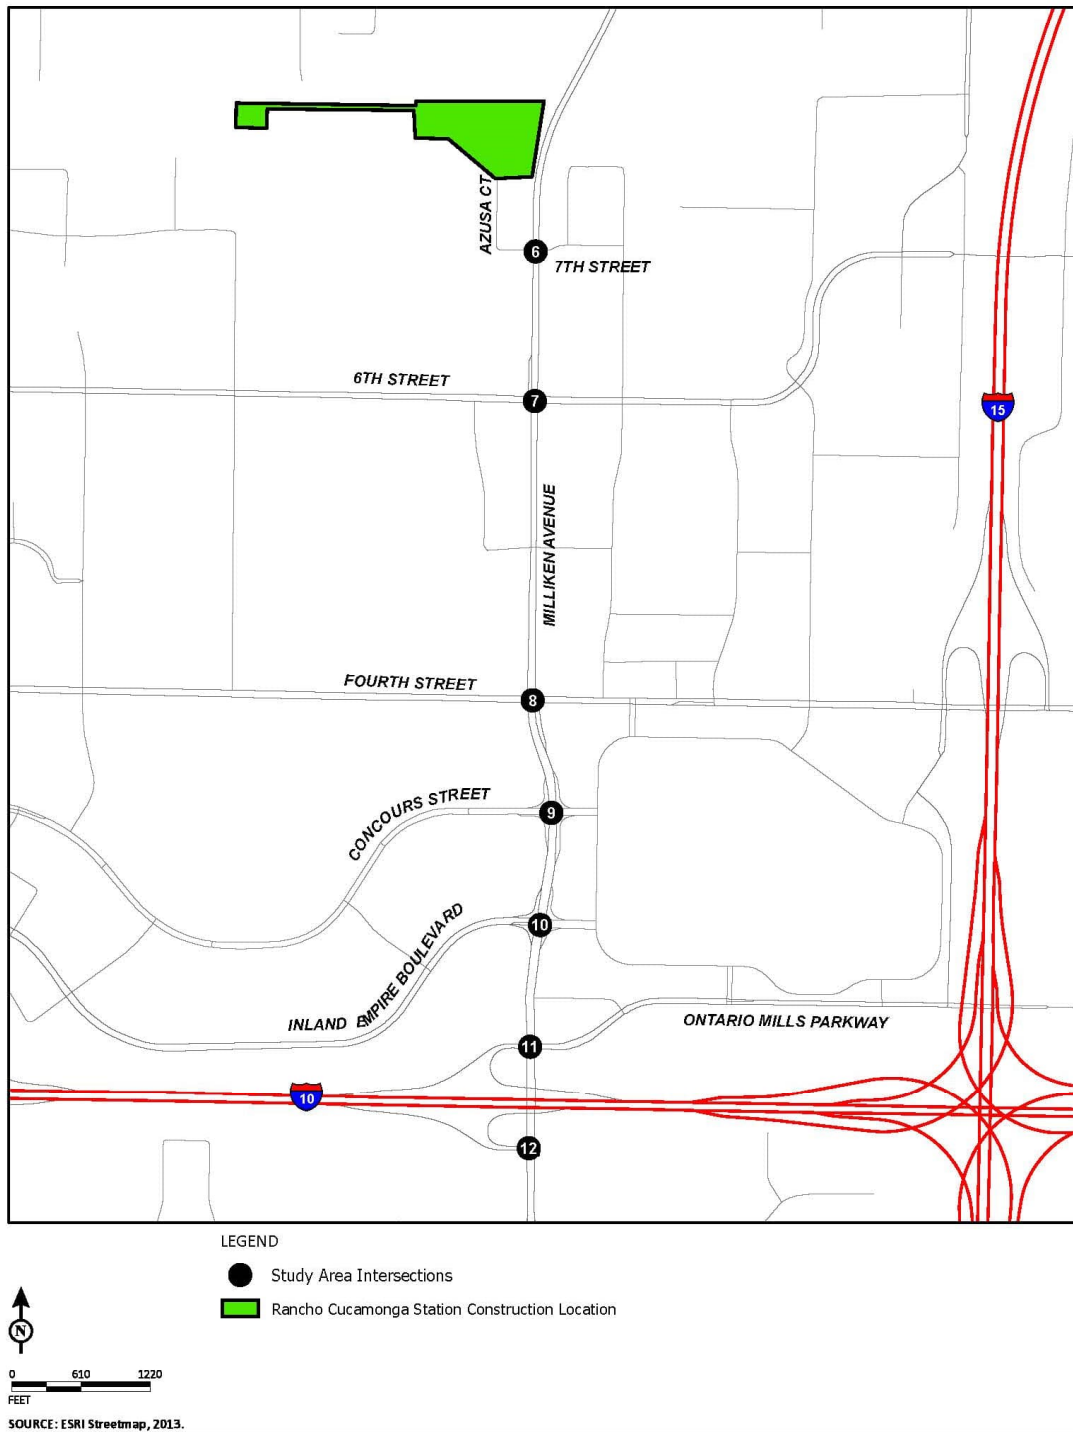 AZUSA CT
6
7TH STREET
6TH STREET
7
15
MILLIKEN AVENUE
FOURTH STREET
8
CONCOURS STREET
9
INLAND EMPIRE BOULEVARD
10
ONTARIO MILLS PARKWAY
11
10
12
LEGEND
Study Area Intersections
Rancho Cucamonga Station Construction Location
N
0 610 1220
FEET
SOURCE: ESRI Streetmap, 2013.